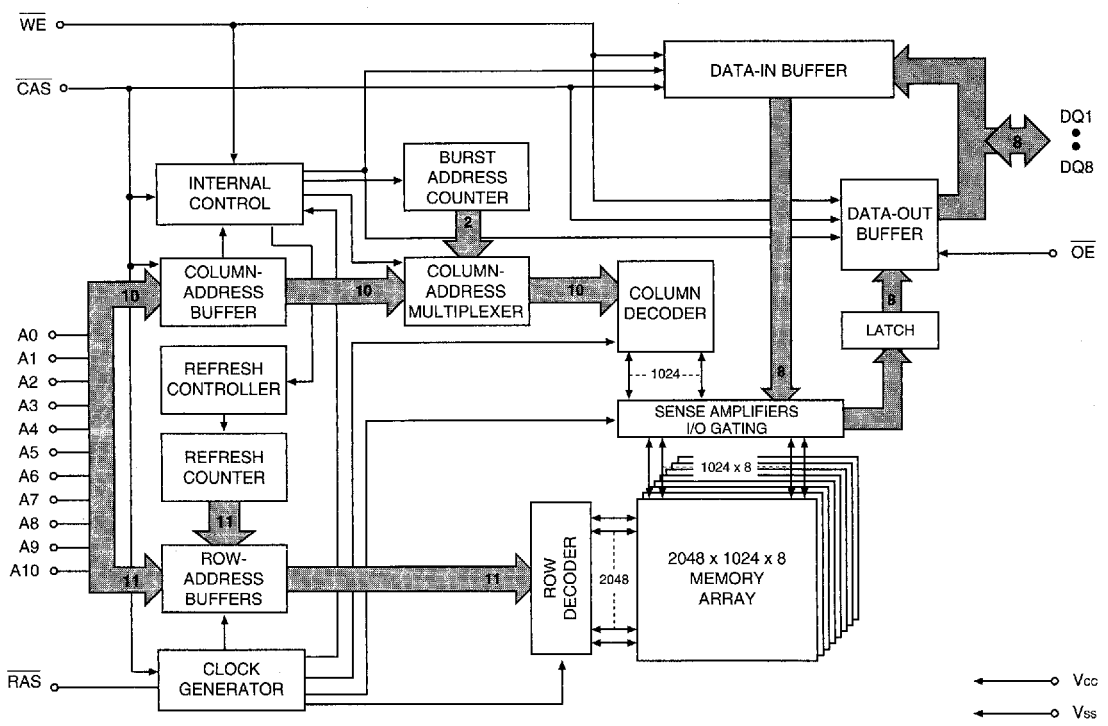 WE
CAS
DATA-IN BUFFER
DQ1
8
DQ8
INTERNAL
CONTROL
BURST
ADDRESS
COUNTER
2
DATA-OUT
BUFFER
OE
10
COLUMN-
ADDRESS
BUFFER
10
COLUMN-
ADDRESS
MULTIPLEXER
10
COLUMN
DECODER
8
LATCH
A0
A1
A2
A3
A4
A5
A6
A7
A8
A9
A10
REFRESH
CONTROLLER
1024
8
SENSE AMPLIFIERS
I/O GATING
REFRESH
COUNTER
1024 x 8
11
11
ROW-
ADDRESS
BUFFERS
11
ROW
DECODER
2048
2048 x 1024 x 8
MEMORY
ARRAY
RAS
CLOCK
GENERATOR
Vcc
Vss